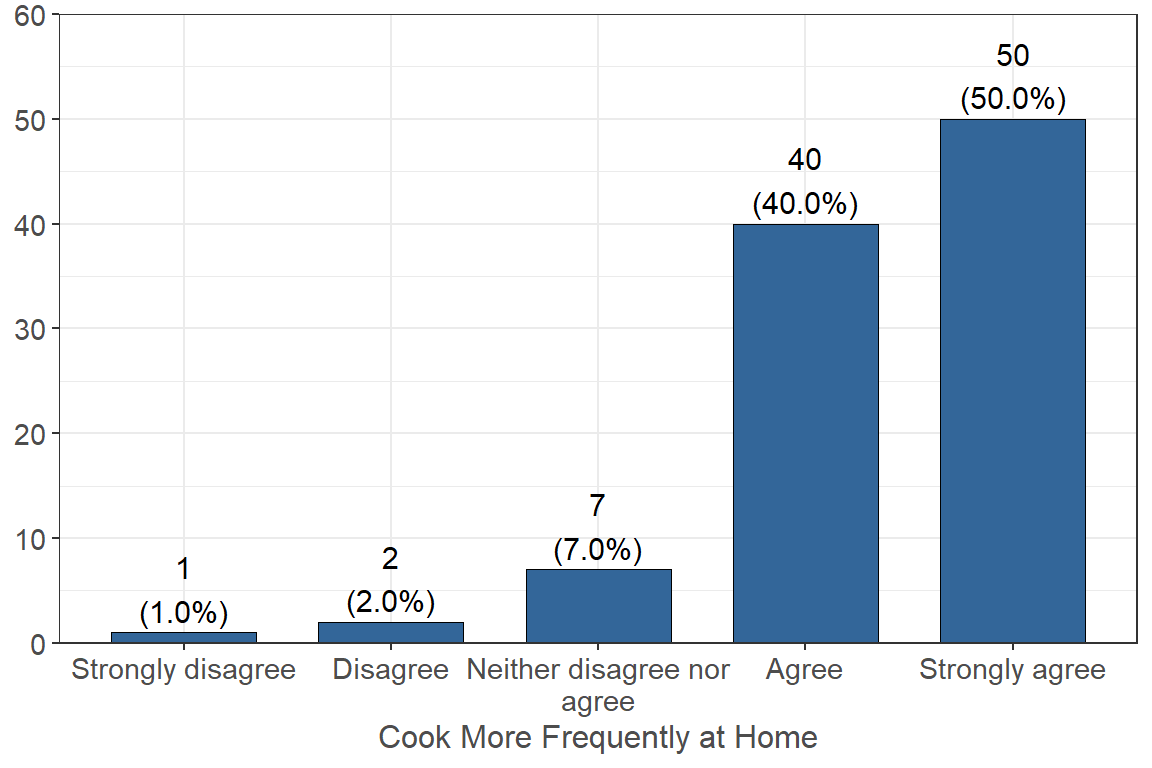 60
50
40
30
20
10
0
1
(1.0%)
2
(2.0%)
7
(7.0%)
40
(40.0%)
50
(50.0%)
Strongly disagree
Disagree
Neither disagree nor
agree
Agree
Strongly agree
Cook More Frequently at Home